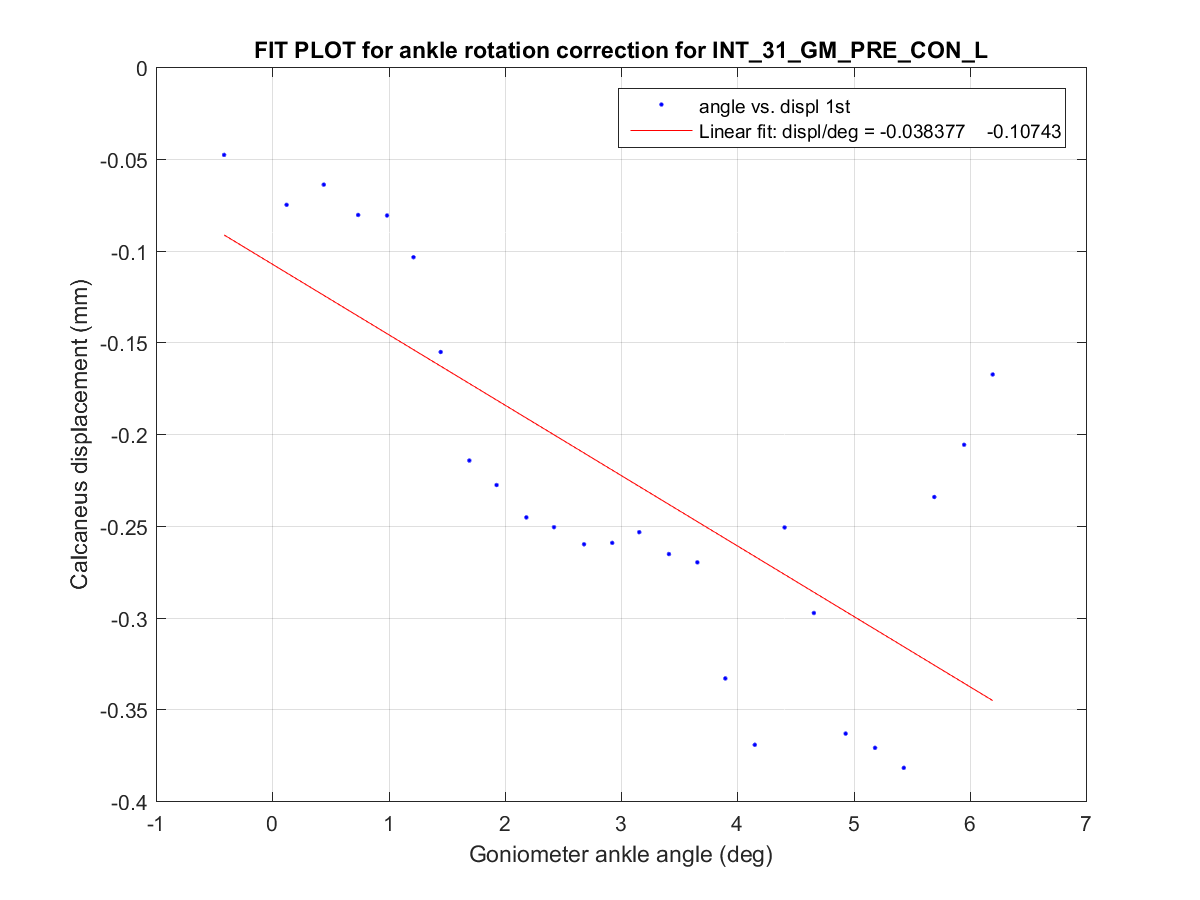 FIT PLOT for ankle rotation correction for INT_31_GM_PRE_CON_L
angle vs. displ 1st
Linear fit: displ/deg = -0.038377 -0.10743
Calcaneus displacement (mm)
0
-0.05
-0.1
-0.15
-0.2
-0.25
-0.3
-0.35
-0.4
-1 0 1 2 3 4 5 6 7
Goniometer ankle angle (deg)